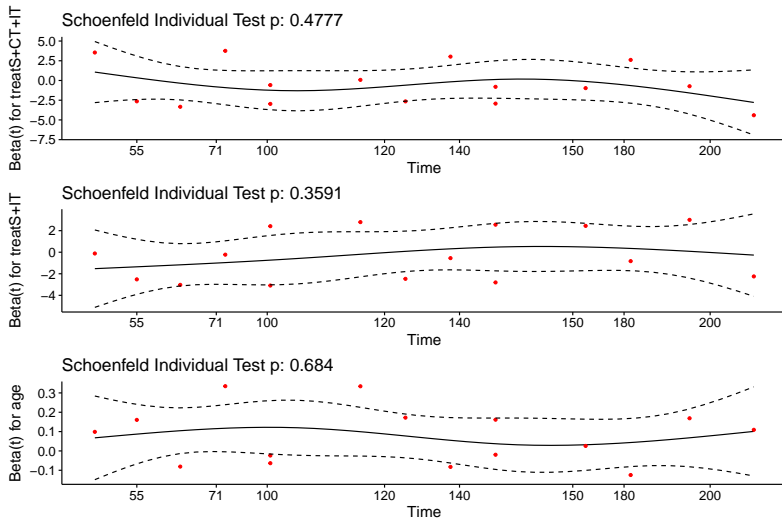 Schoenfeld Individual Test p: 0.4777
Beta(t) for treatS+CT+IT
5.0
2.5
0.0
−2.5
−5.0
−7.5
55 71 100 120 140 150 180 200
Time
Schoenfeld Individual Test p: 0.3591
Beta(t) for treatS+IT
2
0
−2
−4
55 71 100 120 140 150 180 200
Time
Schoenfeld Individual Test p: 0.684
Beta(t) for age
0.3
0.2
0.1
0.0
−0.1
55 71 100 120 140 150 180 200
Time